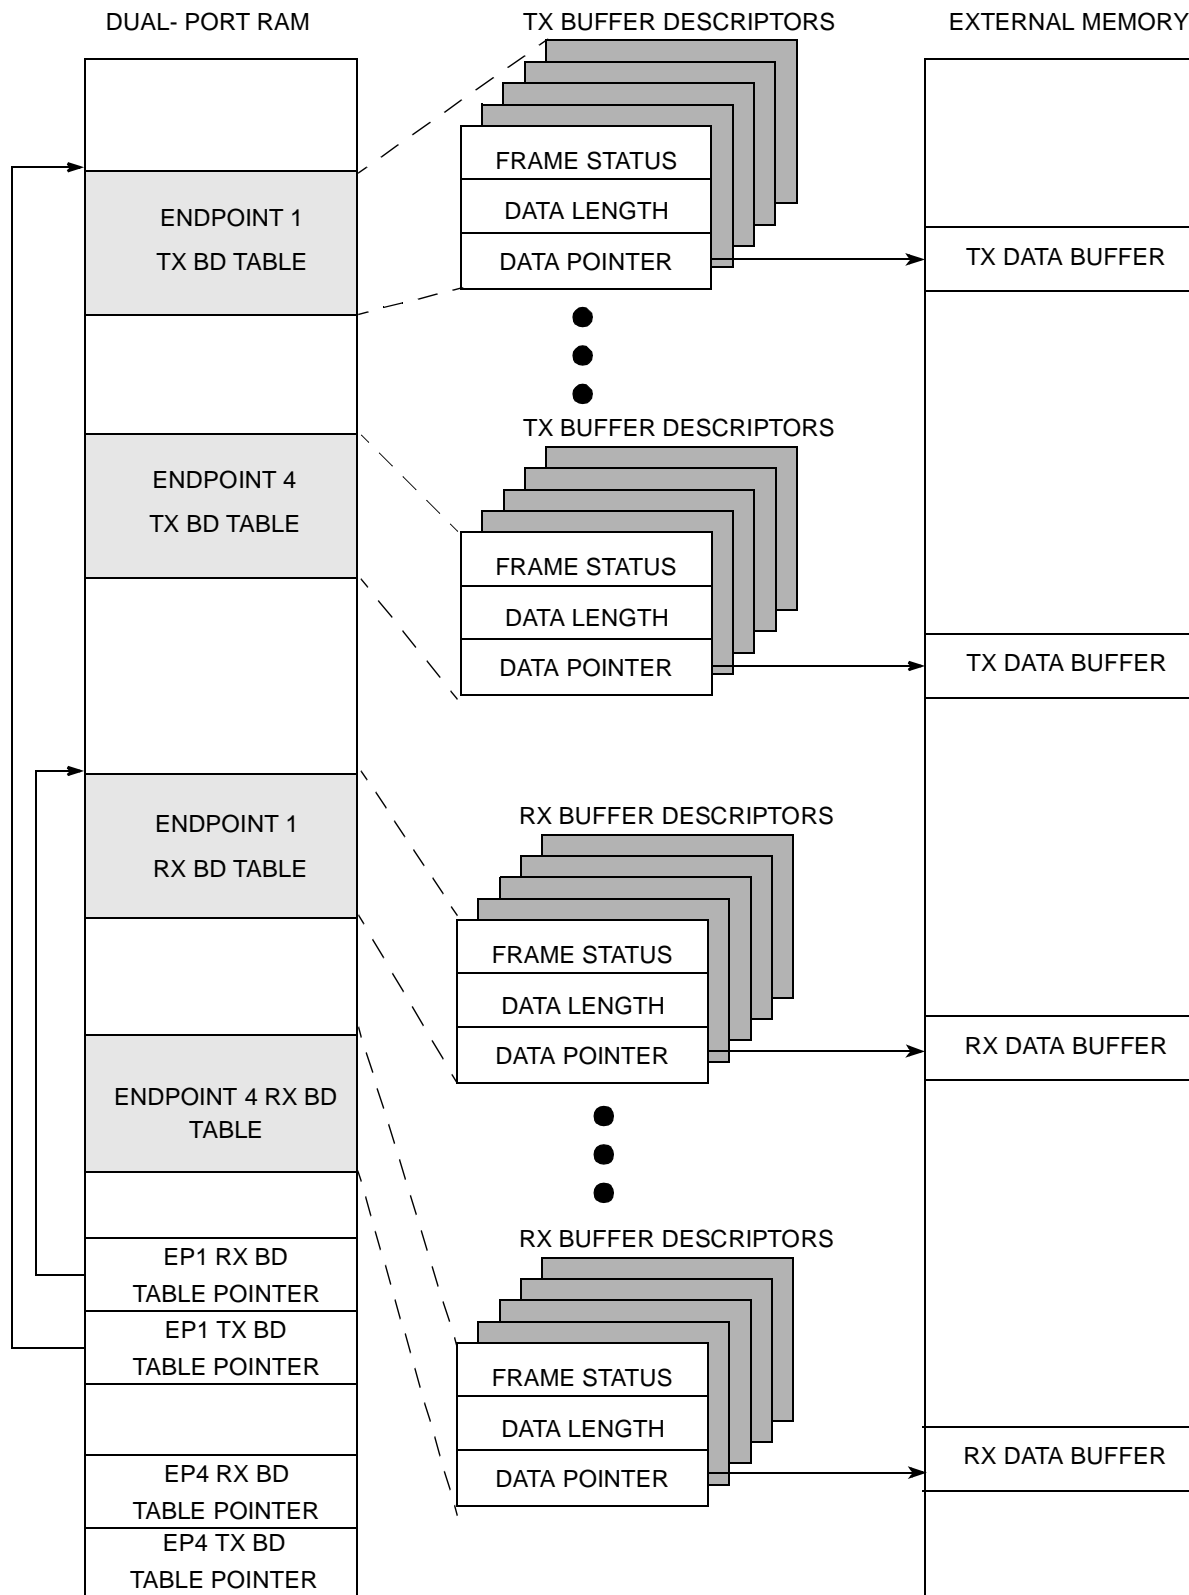 DUAL- PORT RAM
TX BUFFER DESCRIPTORS
EXTERNAL MEMORY
FRAME STATUS
DATA LENGTH
DATA POINTER
ENDPOINT 1
TX BD TABLE
TX DATA BUFFER
TX BUFFER DESCRIPTORS
ENDPOINT 4
TX BD TABLE
FRAME STATUS
DATA LENGTH
DATA POINTER
TX DATA BUFFER
RX BUFFER DESCRIPTORS
ENDPOINT 1
RX BD TABLE
FRAME STATUS
DATA LENGTH
DATA POINTER
RX DATA BUFFER
ENDPOINT 4 RX BD
TABLE
RX BUFFER DESCRIPTORS
EP1 RX BD
TABLE POINTER
EP1 TX BD
TABLE POINTER
FRAME STATUS
DATA LENGTH
DATA POINTER
RX DATA BUFFER
EP4 RX BD
TABLE POINTER
EP4 TX BD
TABLE POINTER